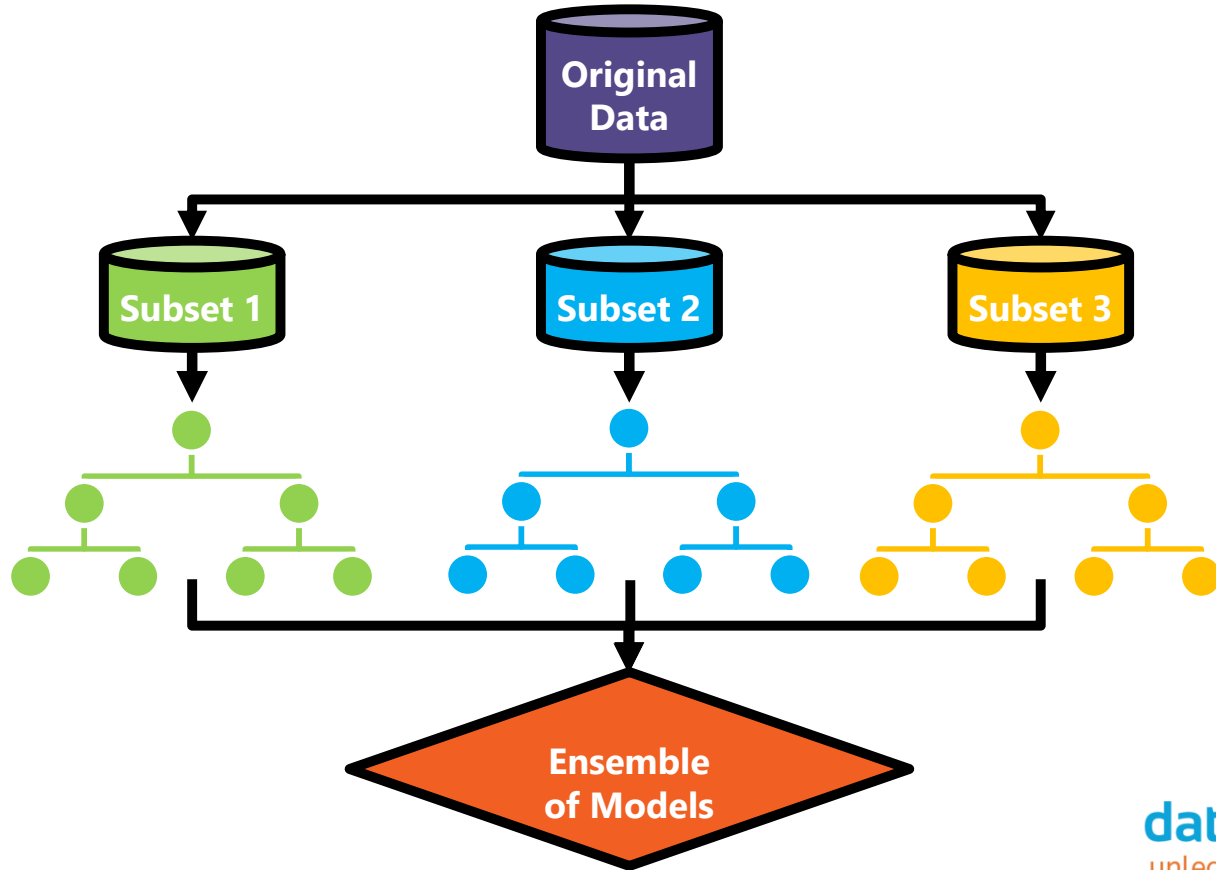 Original
Data
Subset 1
Subset 2
Subset 3
Ensemble
of Models